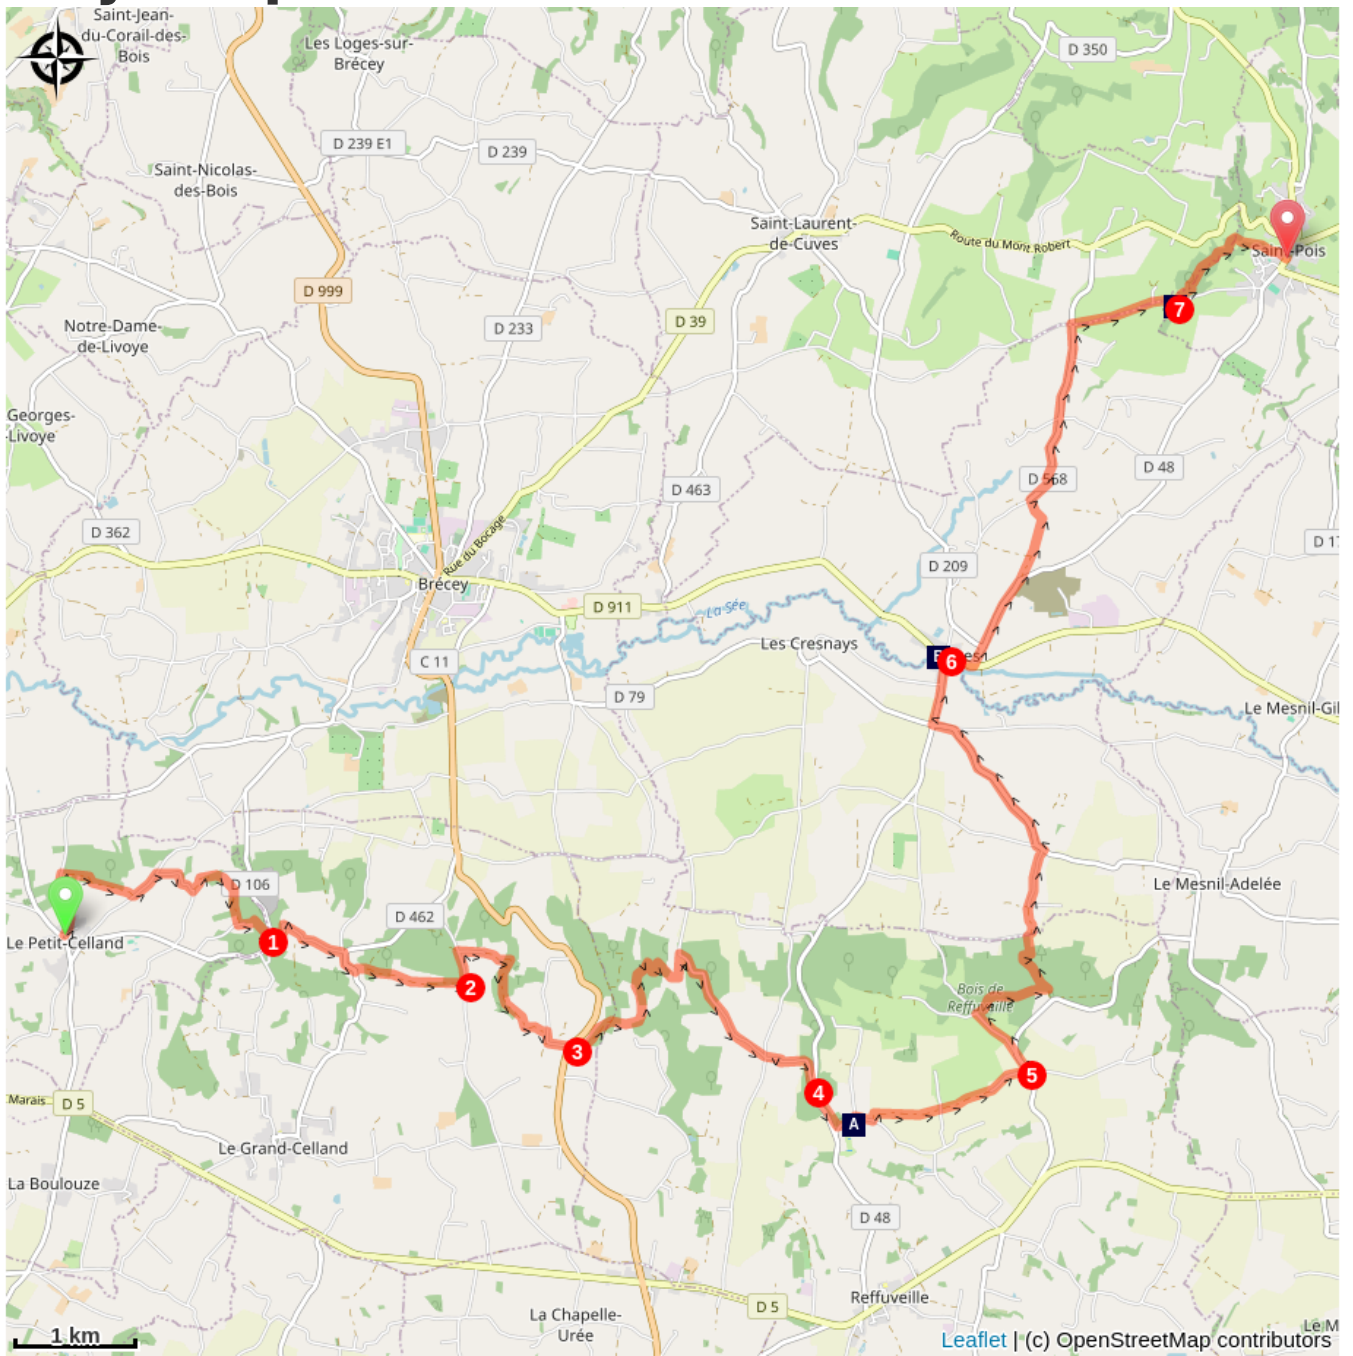 Saint-Jean-
du-Corail-des-
Bois
Les Loges-sur-
Brécey
D 350
D 239 E1
D 239
Saint-Nicolas-
des-Bois
Saint-Laurent-
de-Cuves
Route du Mont Robert
Saint-Pois
D 999
7
Notre-Dame-
de-Livoye
D 233
D 39
Georges-
-Livoye
D 48
D 568
D 463
D 362
Rue du Bocage
D 17
D 209
Brécey
D 911
La Sée
Les Cresnays
C 11
6
es
D 79
Le Mesnil-Gil
D 106
Le Mesnil-Adelée
D 462
Le Petit-Celland
1
2
Bois de
Reffuveille
3
5
4
A
Marais
D 5
Le Grand-Celland
La Boulouze
D 48
Reffuveille
D 5
La Chapelle-
Urée
Le M
1 km
Leaflet | (c) OpenStreetMap contributors